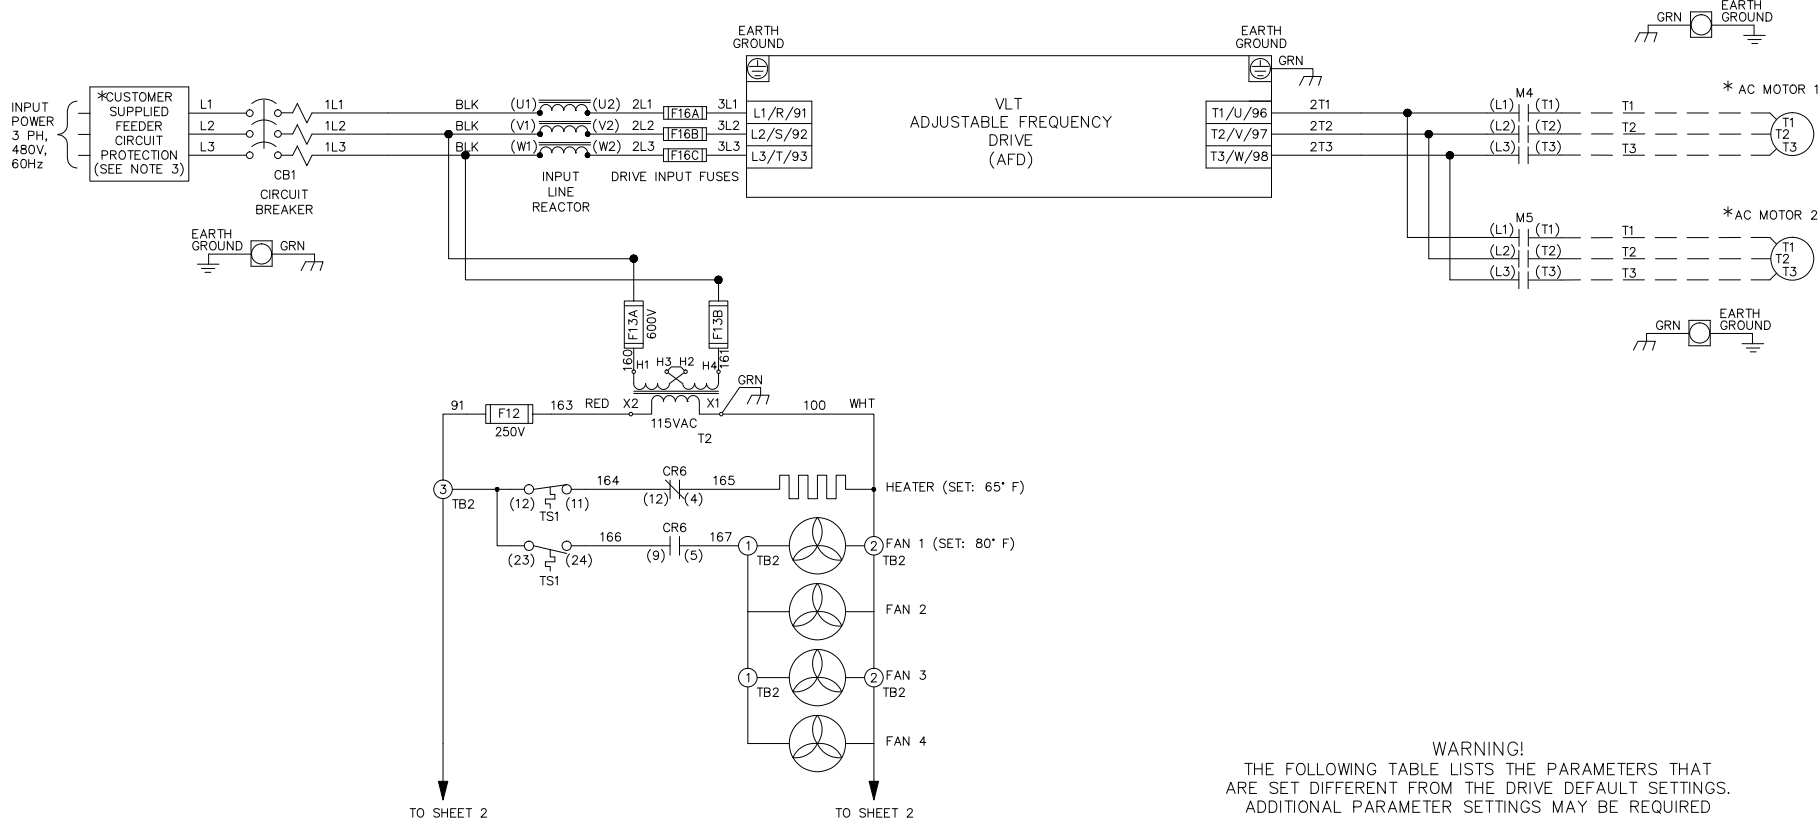 EARTH
GROUND
EARTH
GROUND
GRN
GRN
EARTH
GROUND
INPUT
POWER
3 PH,
480V,
60Hz
*CUSTOMER
SUPPLIED
FEEDER
CIRCUIT
PROTECTION
(SEE NOTE 3)
L1
L2
L3
CB1
CIRCUIT
BREAKER
1L1
1L2
1L3
BLK
BLK
BLK
(U1)
(V1)
(W1)
(U2)
(V2)
(W2)
INPUT
LINE
REACTOR
2L1
2L2
2L3
F16A
F16B
F16C
DRIVE INPUT FUSES
3L1
3L2
3L3
L1/R/91
L2/S/92
L3/T/93
VLT
ADJUSTABLE FREQUENCY
DRIVE
(AFD)
T1/U/96
T2/V/97
T3/W/98
2T1
2T2
2T3
M4
(L1) (T1) T1
(L2) (T2) T2
(L3) (T3) T3
* AC MOTOR 1
T1
T2
T3
M5
(L1) (T1) T1
(L2) (T2) T2
(L3) (T3) T3
*AC MOTOR 2
T1
T2
T3
GRN
EARTH
GROUND
EARTH
GROUND
GRN
F13A
600V
F13B
160
161
H1 H3 H2 H4
GRN
91
F12
250V
163
RED
X2
X1
115VAC
T2
100
WHT
3
TB2
(12) (11)
TS1
164
CR6
(12) (4)
165
HEATER (SET: 65° F)
(23) (24)
TS1
166
CR6
(9) (5)
167
1
TB2
2
TB2
FAN 1 (SET: 80° F)
FAN 2
1
TB2
2
TB2
FAN 3
FAN 4
TO SHEET 2
TO SHEET 2
WARNING!
THE FOLLOWING TABLE LISTS THE PARAMETERS THAT
ARE SET DIFFERENT FROM THE DRIVE DEFAULT SETTINGS.
ADDITIONAL PARAMETER SETTINGS MAY BE REQUIRED